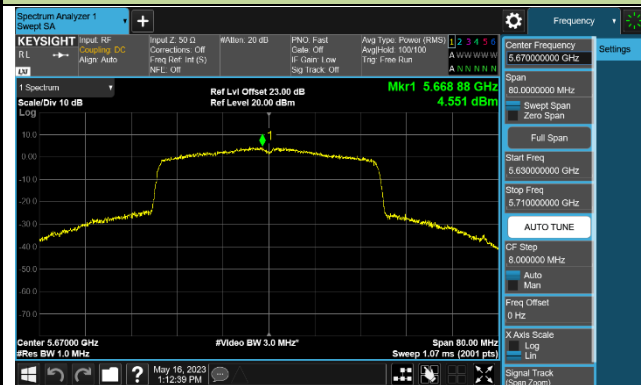 Spectrum Analyzer 1
Swept SA
Frequency
KEYSIGHT
RL
Input: RF
Coupling: DC
Align: Auto
Input Z: 50 Ω
Corrections: Off
Freq Ref: Int (S)
NFE: Off
#Atten: 20 dB
PNO: Fast
Gate: Off
IF Gain: Low
Sig Track: Off
Avg Type: Power (RMS)
Avg|Hold: 100/100
Trig: Free Run
1 2 3 4 5 6
A W W W W W
A N N N N N
LXI
1 Spectrum
Scale/Div 10 dB
Log
Ref Lvl Offset 23.00 dB
Ref Level 20.00 dBm
Mkr1 5.668 88 GHz
4.551 dBm
1
10.0
0.00
-10.0
-20.0
-30.0
-40.0
-50.0
-60.0
-70.0
Center 5.67000 GHz
#Res BW 1.0 MHz
#Video BW 3.0 MHz*
Span 80.00 MHz
Sweep 1.07 ms (2001 pts)
May 16, 2023
1:12:39 PM
Center Frequency
5.670000000 GHz
Settings
Span
80.0000000 MHz
Swept Span
Zero Span
Full Span
Start Freq
5.630000000 GHz
Stop Freq
5.710000000 GHz
AUTO TUNE
CF Step
8.000000 MHz
Auto
Man
Freq Offset
0 Hz
X Axis Scale
Log
Lin
Signal Track
(Span Zoom)